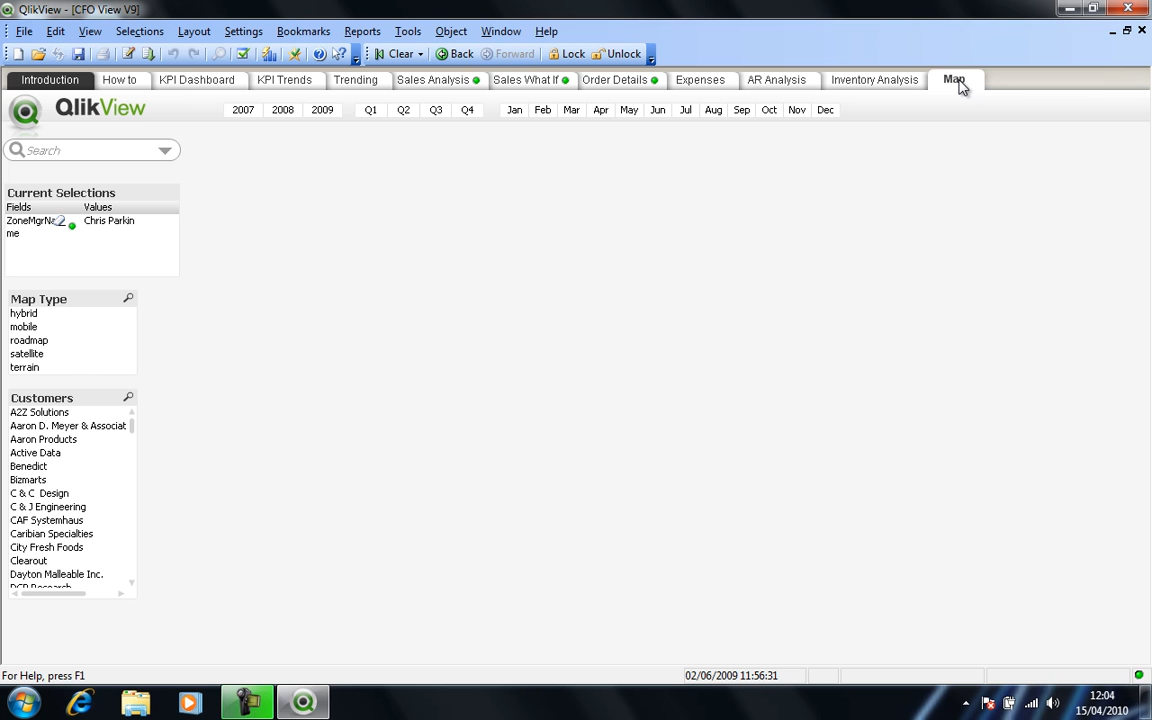 QlikView - [CFO View V9]
File Edit View Selections Layout Settings Bookmarks Reports Tools Object Window Help
Clear Back Forward Lock Unlock
Introduction How to KPI Dashboard KPI Trends Trending Sales Analysis Sales What If Order Details Expenses AR Analysis Inventory Analysis Map
QlikView 2007 2008 2009 Q1 Q2 Q3 Q4 Jan Feb Mar Apr May Jun Jul Aug Sep Oct Nov Dec
Search
Current Selections
Fields Values
ZoneMgrNa Chris Parkin
me
Map Type
hybrid
mobile
roadmap
satellite
terrain
Customers
A2Z Solutions
Aaron D. Meyer & Associat
Aaron Products
Active Data
Benedict
Bizmarts
C & C Design
C & J Engineering
CAF Systemhaus
Caribian Specialties
City Fresh Foods
Clearout
Dayton Malleable Inc.
For Help, press F1 02/06/2009 11:56:31
12:04
15/04/2010